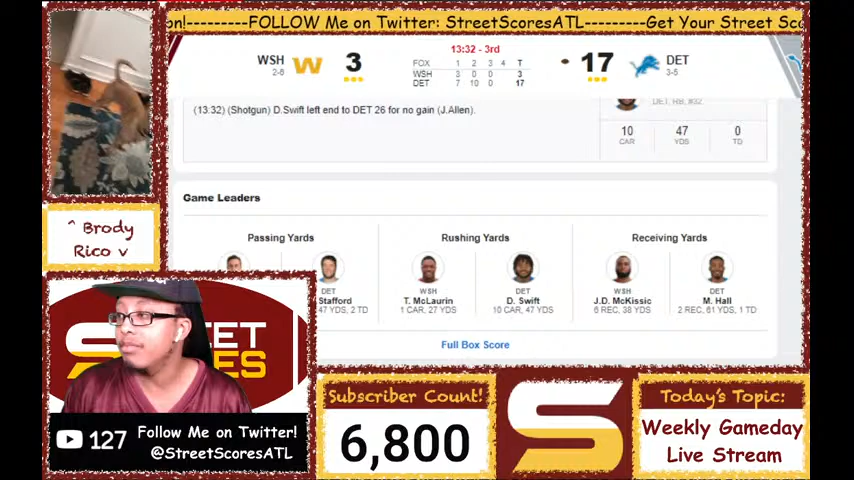 on!---------FOLLOW Me on Twitter: StreetScoresATL---------Get Your Street Sco
WSH
2-6
3
13:32 - 3rd
FOX 1 2 3 4 T
WSH 3 0 0 3
DET 7 10 0 17
17
DET
3-5
(13:32) (Shotgun) D.Swift left end to DET 26 for no gain (J.Allen).
DET, RB, #32
10
CAR
47
YDS
0
TD
Game Leaders
Passing Yards
Rushing Yards
Receiving Yards
DET
Stafford
47 YDS, 2 TD
WSH
T. McLaurin
1 CAR, 27 YDS
DET
D. Swift
10 CAR, 47 YDS
WSH
J.D. McKissic
6 REC, 38 YDS
DET
M. Hall
2 REC, 61 YDS, 1 TD
Full Box Score
^ Brody
Rico v
127
Follow Me on Twitter!
@StreetScoresATL
Subscriber Count!
6,800
Today's Topic:
Weekly Gameday
Live Stream